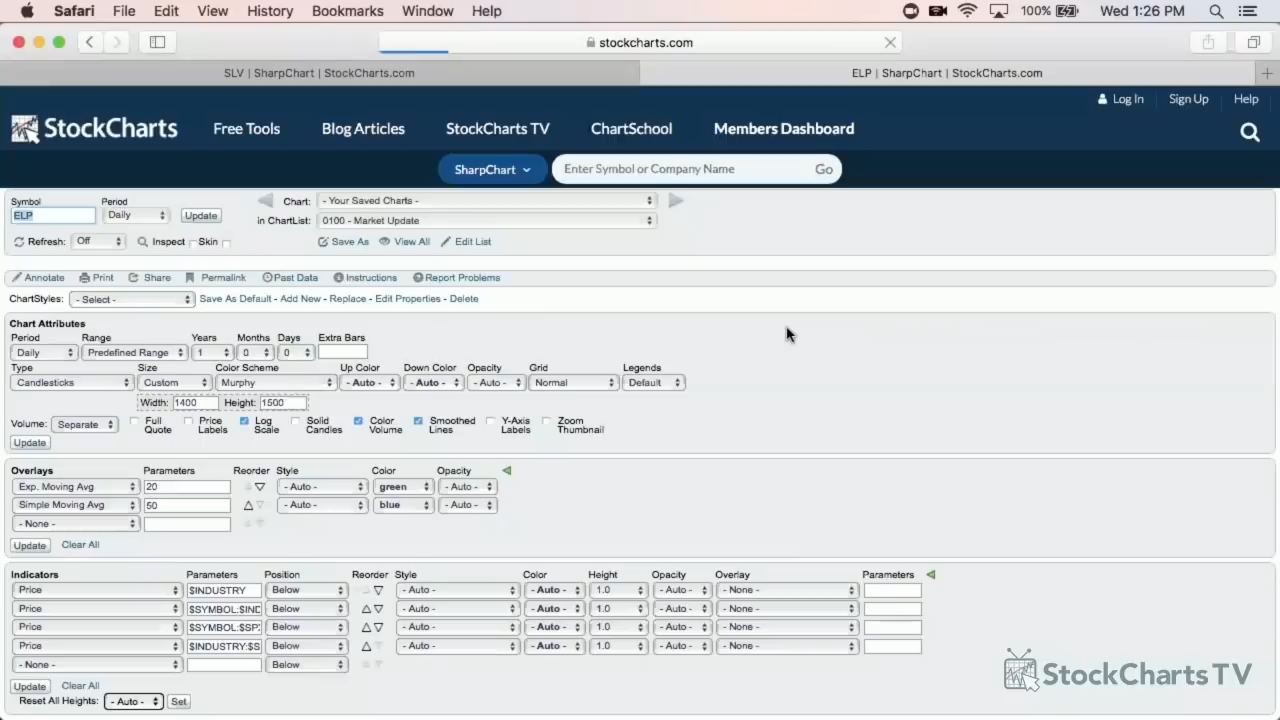 Safari File Edit View History Bookmarks Window Help 100% Wed 1:26 PM
stockcharts.com
SLV | SharpChart | StockCharts.com ELP | SharpChart | StockCharts.com
Log In Sign Up Help
StockCharts Free Tools Blog Articles StockCharts TV ChartSchool Members Dashboard
SharpChart Enter Symbol or Company Name Go
Symbol Period Chart: - Your Saved Charts -
ELP Daily Update in ChartList: 0100 - Market Update
Refresh: Off Inspect Skin Save As View All Edit List
Annotate Print Share Permalink Past Data Instructions Report Problems
ChartStyles: - Select - Save As Default - Add New - Replace - Edit Properties - Delete
Chart Attributes
Period Range Years Months Days Extra Bars
Daily Predefined Range 1 0 0
Type Size Color Scheme Up Color Down Color Opacity Grid Legends
Candlesticks Custom Murphy - Auto - - Auto - - Auto - Normal Default
Width: 1400 Height: 1500
Volume: Separate Full Quote Price Labels Log Scale Solid Candles Color Volume Smoothed Lines Y-Axis Labels Zoom Thumbnail
Update
Overlays Parameters Reorder Style Color Opacity
Exp. Moving Avg 20 - Auto - green - Auto -
Simple Moving Avg 50 - Auto - blue - Auto -
- None -
Update Clear All
Indicators Parameters Position Reorder Style Color Height Opacity Overlay Parameters
Price $INDUSTRY Below - Auto - - Auto - 1.0 - Auto - - None -
Price $SYMBOL:$IND Below - Auto - - Auto - 1.0 - Auto - - None -
Price $SYMBOL:$SP Below - Auto - - Auto - 1.0 - Auto - - None -
Price $INDUSTRY:$S Below - Auto - - Auto - 1.0 - Auto - - None -
- None - Below
Update Clear All
Reset All Heights: - Auto - Set
StockChartsTV